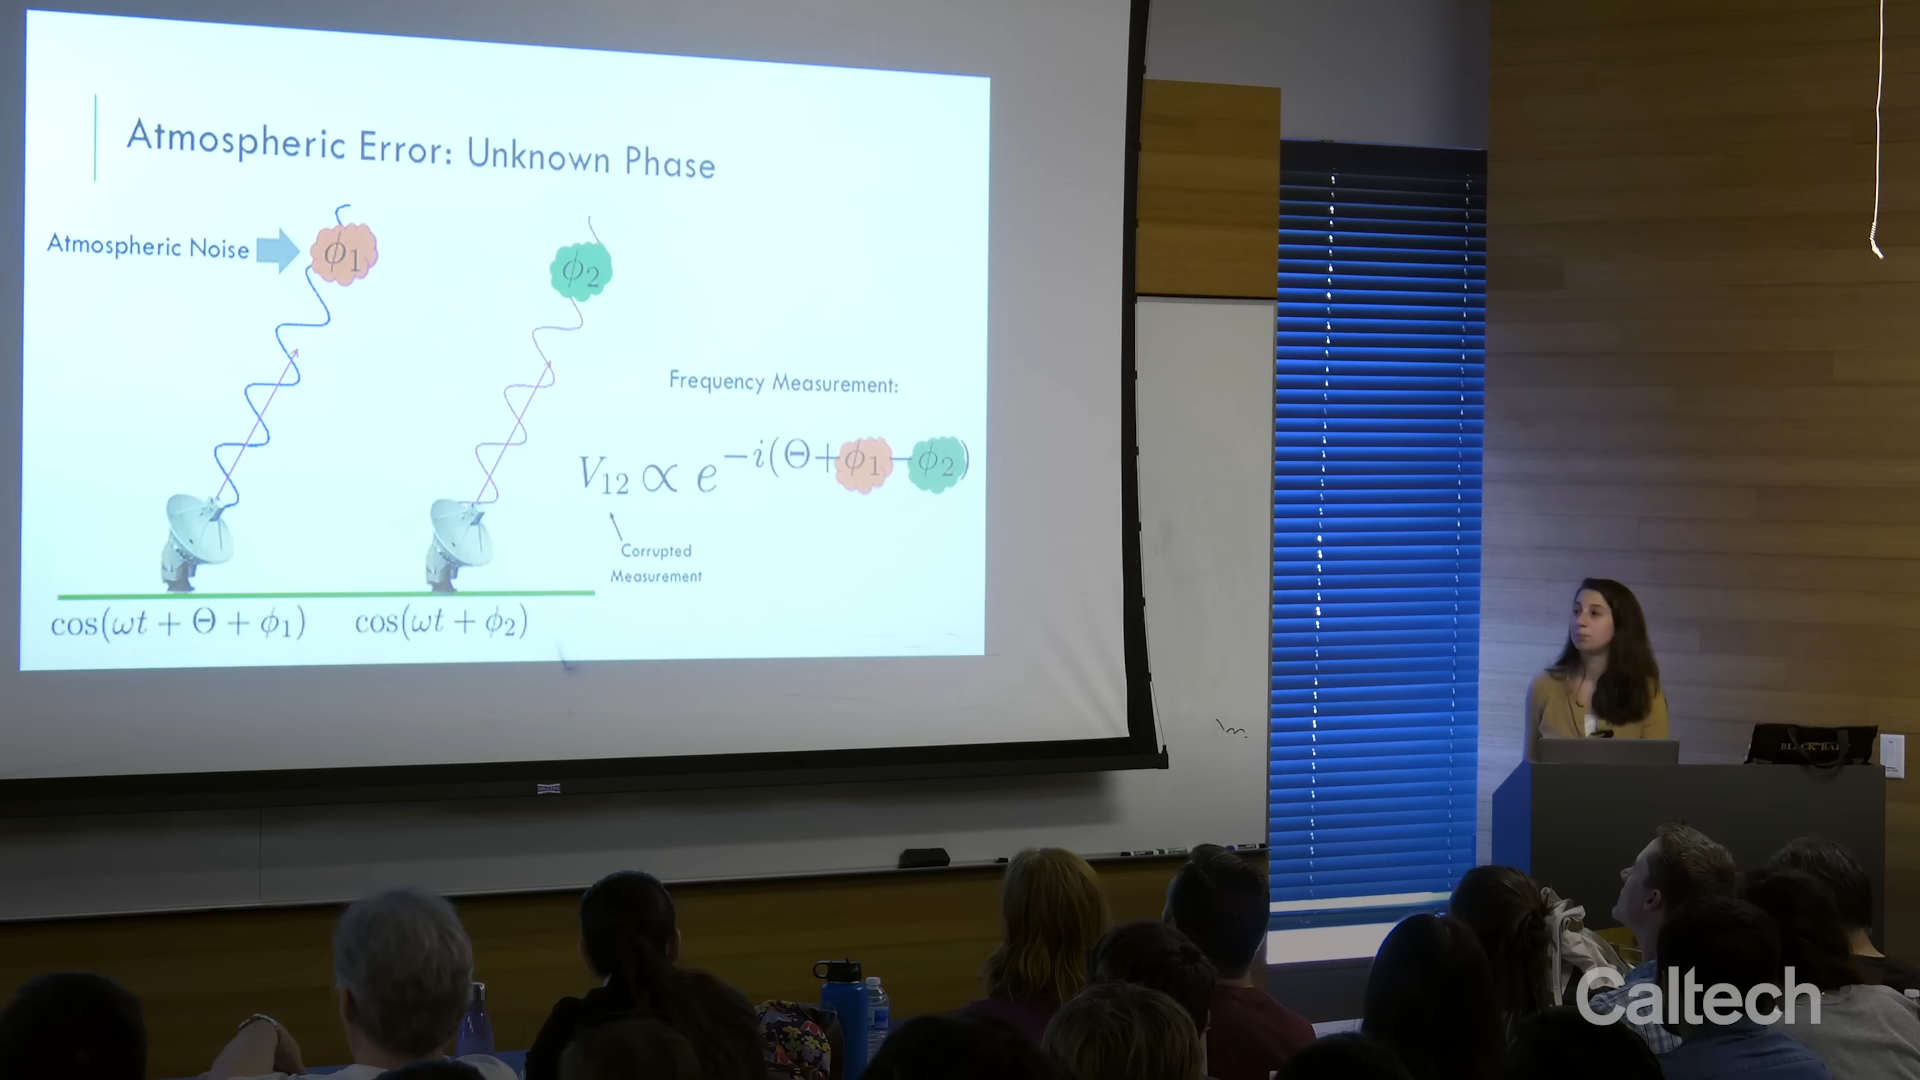 Atmospheric Error: Unknown Phase
Atmospheric Noise
ϕ₁
ϕ₂
Frequency Measurement:
V₁₂ ∝ e^{−i(Θ+ϕ₁−ϕ₂)}
Corrupted
Measurement
cos(ωt + Θ + ϕ₁)
cos(ωt + ϕ₂)
Caltech